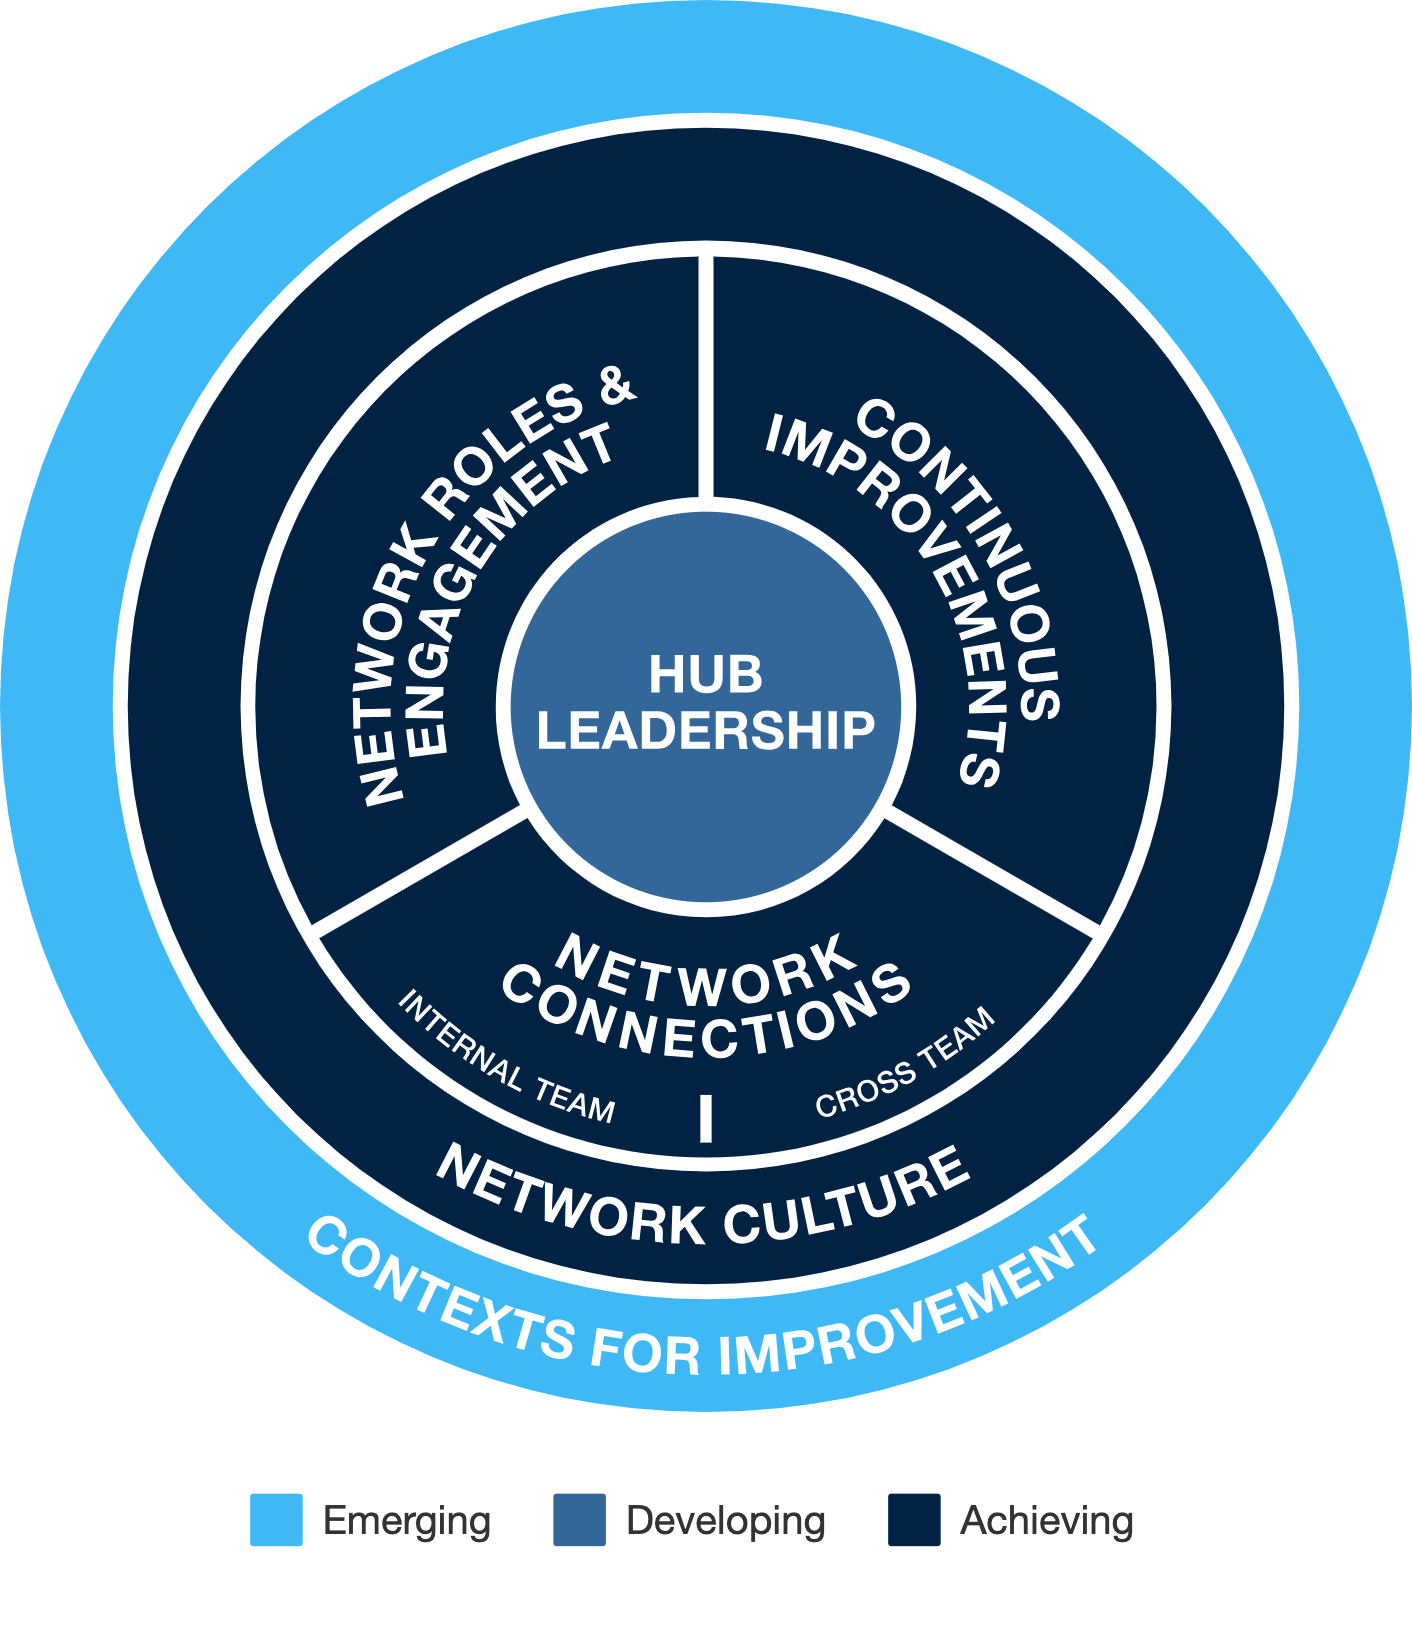 NETWORK ROLES &
ENGAGEMENT
CONTINUOUS
IMPROVEMENTS
HUB
LEADERSHIP
NETWORK
CONNECTIONS
INTERNAL TEAM
CROSS TEAM
NETWORK CULTURE
CONTEXTS FOR IMPROVEMENT
Emerging
Developing
Achieving